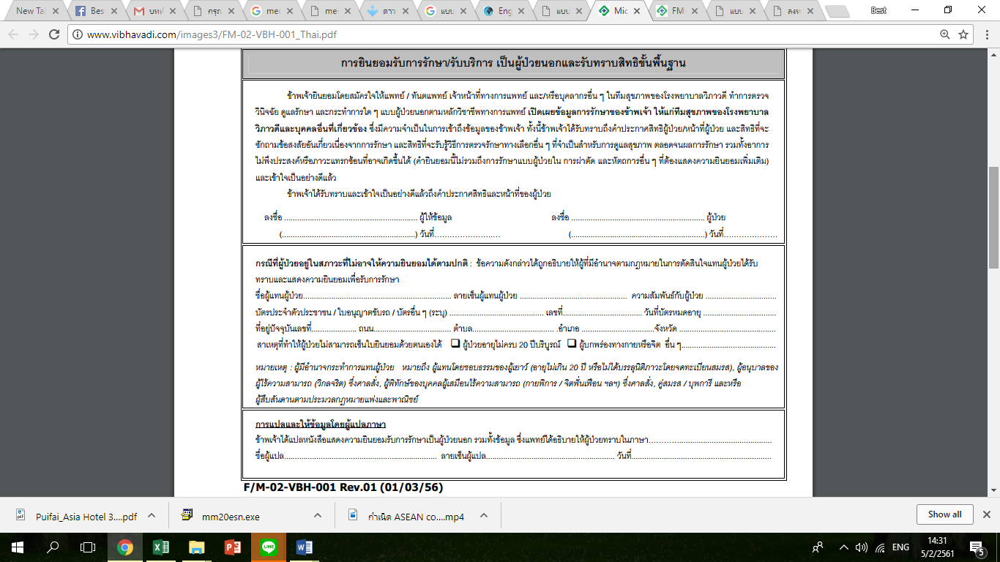 New Tal
Bes
บทค
กรุก
med
me
ดาว
แบบ
Eng
แบบ
Mic
FM
แบบ
ลงท
Best
www.vibhavadi.com/images3/FM-02-VBH-001_Thai.pdf
การยินยอมรับการรักษา/รับบริการ เป็นผู้ป่วยนอกและรับทราบสิทธิขั้นพื้นฐาน
ข้าพเจ้ายินยอมโดยสมัครใจให้แพทย์ / ทันตแพทย์ เจ้าหน้าที่ทางการแพทย์ และ/หรือบุคลากรอื่น ๆ ในทีมสุขภาพของโรงพยาบาลวิภาวดี ทำการตรวจ
วินิจฉัย ดูแลรักษา และกระทำการใด ๆ แบบผู้ป่วยนอกตามหลักวิชาชีพทางการแพทย์ เปิดเผยข้อมูลการรักษาของข้าพเจ้า ให้แก่ทีมสุขภาพของโรงพยาบาล
วิภาวดีและบุคคลอื่นที่เกี่ยวข้อง ซึ่งมีความจำเป็นในการเข้าถึงข้อมูลของข้าพเจ้า ทั้งนี้ข้าพเจ้าได้รับทราบถึงคำประกาศสิทธิผู้ป่วย/หน้าที่ผู้ป่วย และสิทธิที่จะ
ซักถามข้อสงสัยอันเกี่ยวเนื่องจากการรักษา และสิทธิที่จะรับรู้วิธีการตรวจรักษาทางเลือกอื่น ๆ ที่จำเป็นสำหรับการดูแลสุขภาพ ตลอดจนผลการรักษา รวมทั้งอาการ
ไม่พึงประสงค์หรือภาวะแทรกซ้อนที่อาจเกิดขึ้นได้ (คำยินยอมนี้ไม่รวมถึงการรักษาแบบผู้ป่วยใน การผ่าตัด และหัตถการอื่น ๆ ที่ต้องแสดงความยินยอมเพิ่มเติม)
และเข้าใจเป็นอย่างดีแล้ว
ข้าพเจ้าได้รับทราบและเข้าใจเป็นอย่างดีแล้วถึงคำประกาศสิทธิและหน้าที่ของผู้ป่วย
ลงชื่อ ............................................................... ผู้ให้ข้อมูล ลงชื่อ ............................................................... ผู้ป่วย
(...............................................................) วันที่.............................. (...............................................................) วันที่.........................
กรณีที่ผู้ป่วยอยู่ในสภาวะที่ไม่อาจให้ความยินยอมได้ตามปกติ : ข้อความดังกล่าวได้ถูกอธิบายให้ผู้ที่มีอำนาจตามกฎหมายในการตัดสินใจแทนผู้ป่วยได้รับ
ทราบและแสดงความยินยอมเพื่อรับการรักษา
ชื่อผู้แทนผู้ป่วย...................................................................... ลายเซ็นผู้แทนผู้ป่วย .................................................. ความสัมพันธ์กับผู้ป่วย .................................
บัตรประจำตัวประชาชน / ใบอนุญาตขับรถ / บัตรอื่น ๆ (ระบุ) ............................................ เลขที่..................................... วันที่บัตรหมดอายุ ..................................
ที่อยู่ปัจจุบันเลขที่..................... ถนน.................................... ตำบล...................................... .อำเภอ ..................................จังหวัด .............................................
สาเหตุที่ทำให้ผู้ป่วยไม่สามารถเซ็นใบยินยอมด้วยตนเองได้ ❏ ผู้ป่วยอายุไม่ครบ 20 ปีบริบูรณ์ ❏ ผู้บกพร่องทางกายหรือจิต อื่น ๆ............................................
หมายเหตุ : ผู้มีอำนาจกระทำการแทนผู้ป่วย หมายถึง ผู้แทนโดยชอบธรรมของผู้เยาว์ (อายุไม่เกิน 20 ปี หรือไม่ได้บรรลุนิติภาวะโดยจดทะเบียนสมรส), ผู้อนุบาลของ
ผู้ไร้ความสามารถ (วิกลจริต) ซึ่งศาลสั่ง, ผู้พิทักษ์ของบุคคลผู้เสมือนไร้ความสามารถ (กายพิการ / จิตฟั่นเฟือน ฯลฯ) ซึ่งศาลสั่ง, คู่สมรส / บุพการี และหรือ
ผู้สืบสันดานตามประมวลกฎหมายแพ่งและพาณิชย์
การแปลและให้ข้อมูลโดยผู้แปลภาษา
ข้าพเจ้าได้แปลหนังสือแสดงความยินยอมรับการรักษาเป็นผู้ป่วยนอก รวมทั้งข้อมูล ซึ่งแพทย์ได้อธิบายให้ผู้ป่วยทราบในภาษา.........................................................
ชื่อผู้แปล....................................................................... ลายเซ็นผู้แปล............................................................ วันที่.................................................................
F/M-02-VBH-001 Rev.01 (01/03/56)
Puifai_Asia Hotel 3....pdf
mm20esn.exe
กำเนิด ASEAN co....mp4
Show all
ENG
14:31
5/2/2561
5